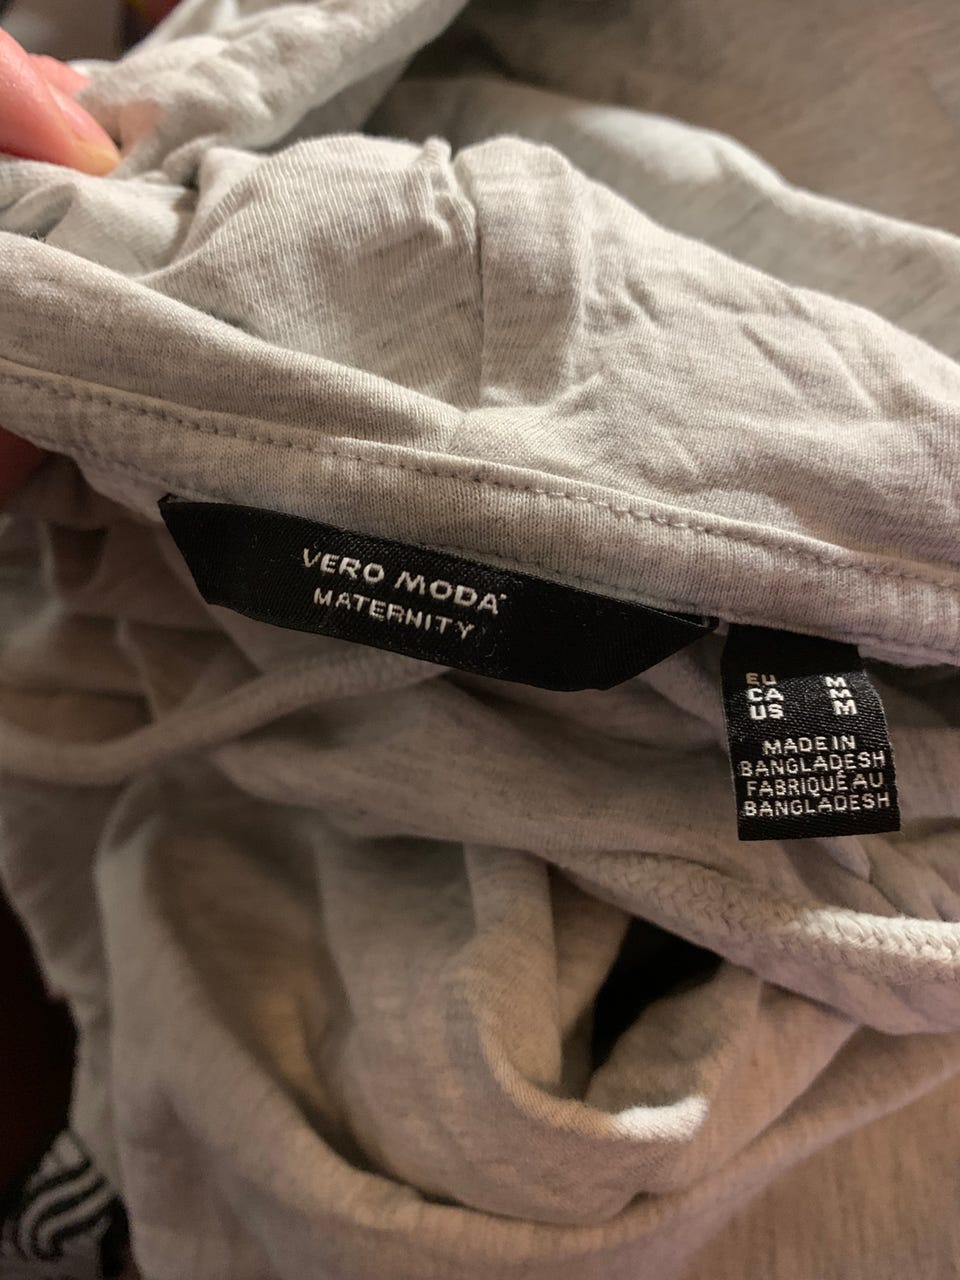 VERO MODA
MATERNITY
EU M
CA M
US M
MADE IN
BANGLADESH
FABRIQUÉ AU
BANGLADESH